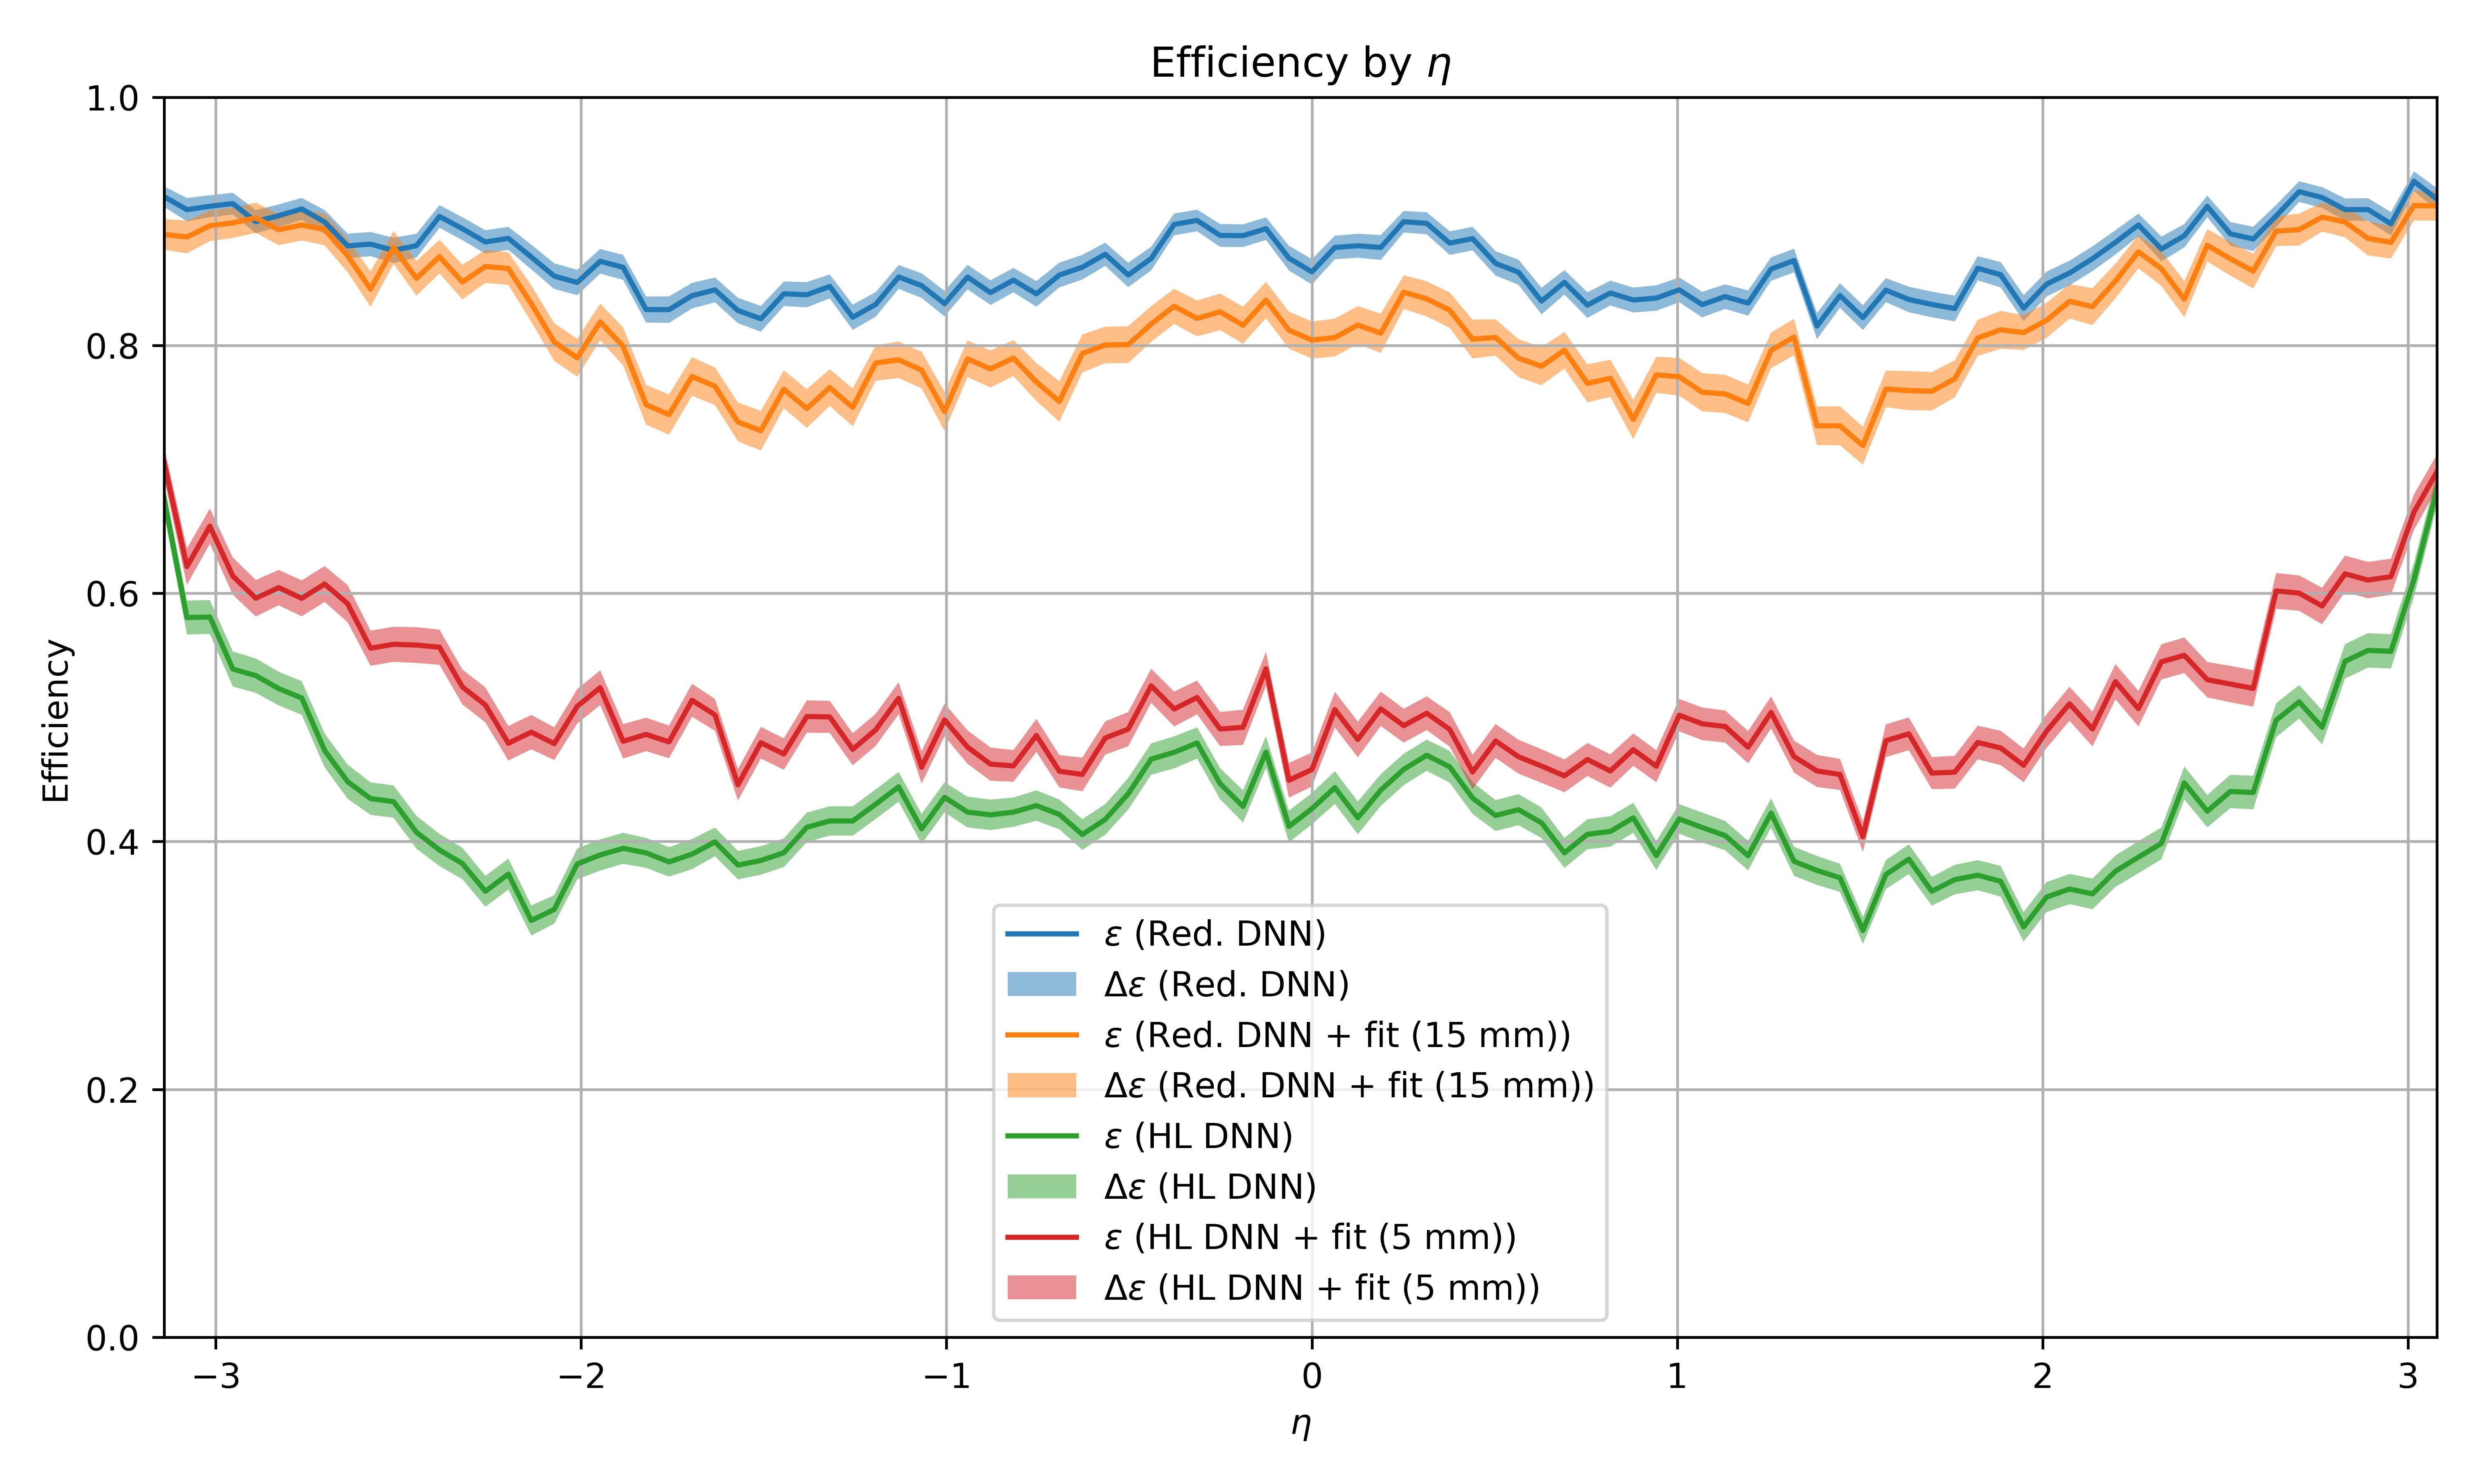 Efficiency by η
1.0
0.8
0.6
0.4
0.2
0.0
Efficiency
ε (Red. DNN)
Δε (Red. DNN)
ε (Red. DNN + fit (15 mm))
Δε (Red. DNN + fit (15 mm))
ε (HL DNN)
Δε (HL DNN)
ε (HL DNN + fit (5 mm))
Δε (HL DNN + fit (5 mm))
−3 −2 −1 0 1 2 3
η